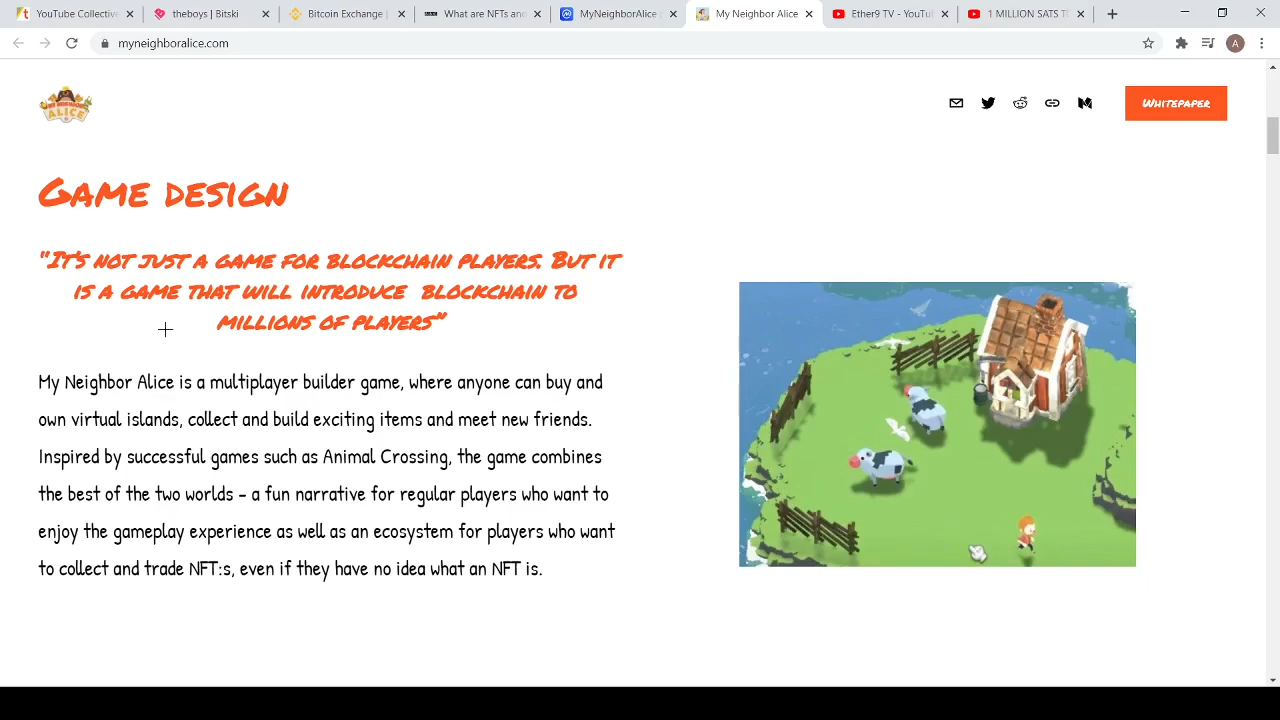 YouTube Collective
theboys | Bitski
Bitcoin Exchange |
What are NFTs and
MyNeighborAlice
My Neighbor Alice
Ether9 TV - YouTu
1 MILLION SATS T
myneighboralice.com
A
ALICE
Whitepaper
Game design
"It's not just a game for blockchain players. But it
is a game that will introduce blockchain to
millions of players"
My Neighbor Alice is a multiplayer builder game, where anyone can buy and
own virtual islands, collect and build exciting items and meet new friends.
Inspired by successful games such as Animal Crossing, the game combines
the best of the two worlds - a fun narrative for regular players who want to
enjoy the gameplay experience as well as an ecosystem for players who want
to collect and trade NFT:s, even if they have no idea what an NFT is.